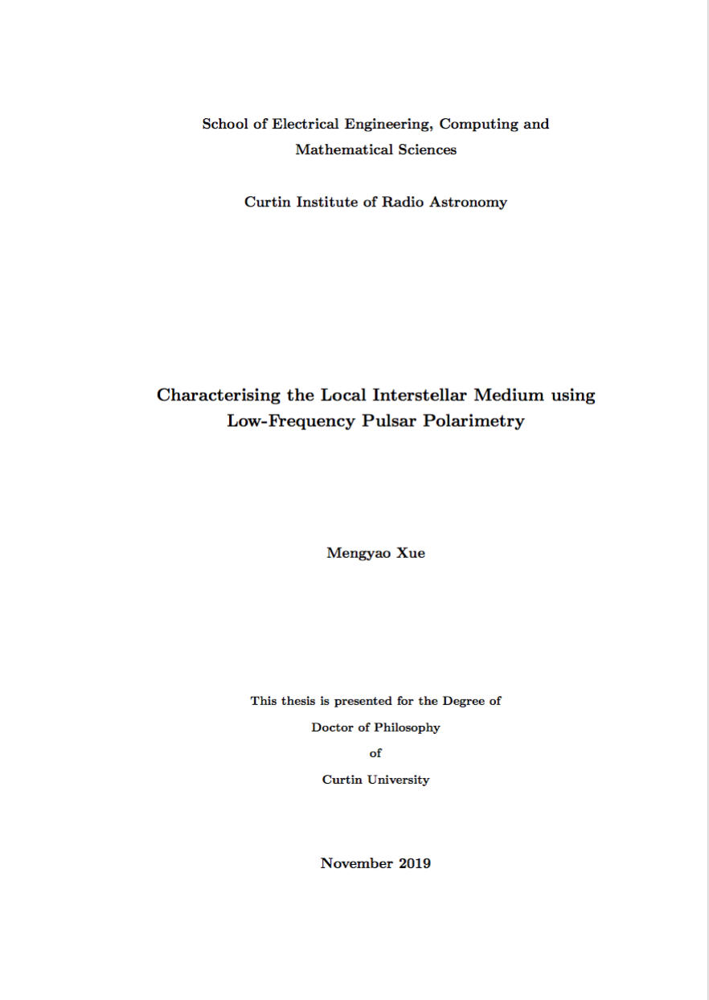 School of Electrical Engineering, Computing and
Mathematical Sciences
Curtin Institute of Radio Astronomy
Characterising the Local Interstellar Medium using
Low-Frequency Pulsar Polarimetry
Mengyao Xue
This thesis is presented for the Degree of
Doctor of Philosophy
of
Curtin University
November 2019